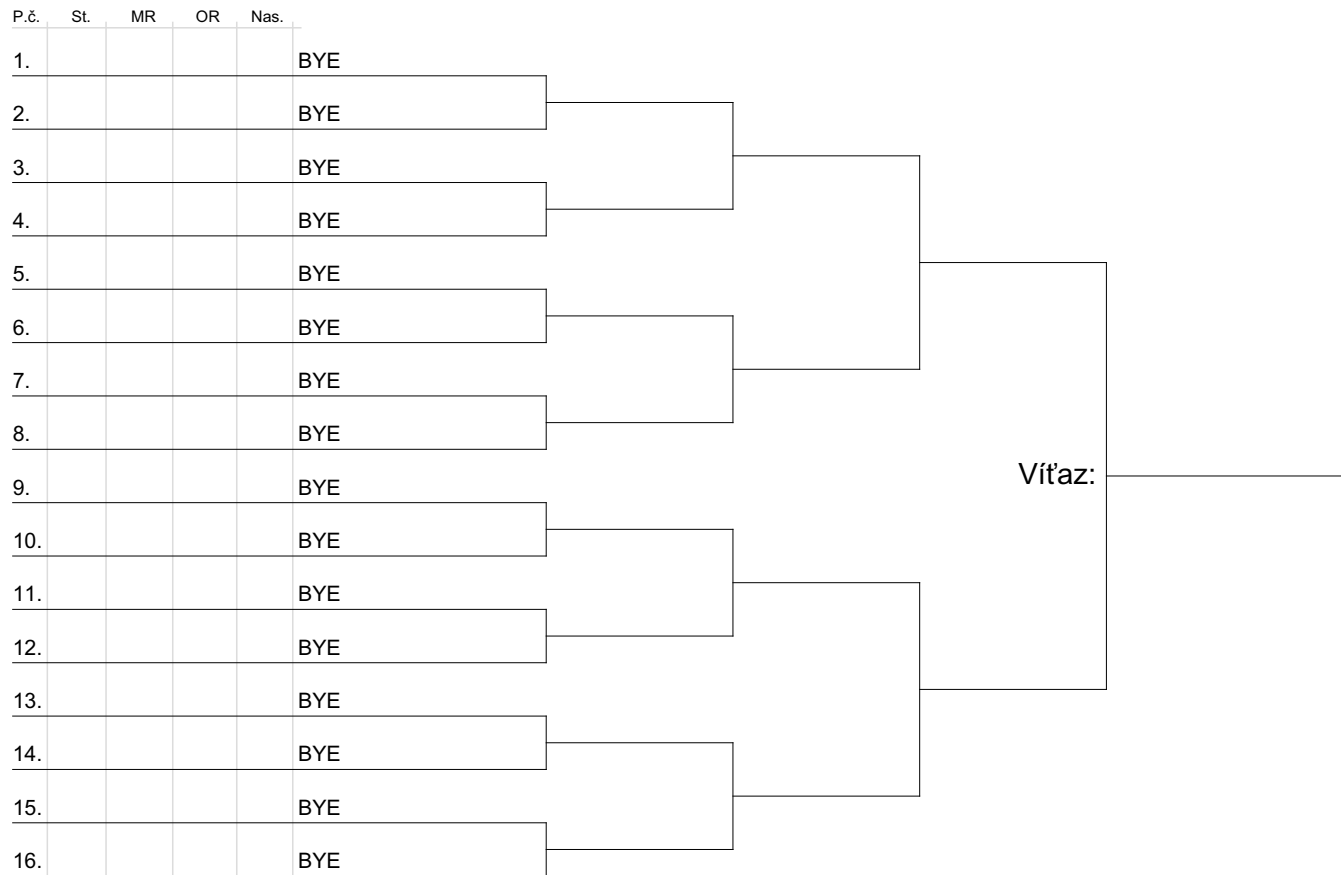 P.č. St. MR OR Nas.
1. BYE
2. BYE
3. BYE
4. BYE
5. BYE
6. BYE
7. BYE
8. BYE
Víťaz:
9. BYE
10. BYE
11. BYE
12. BYE
13. BYE
14. BYE
15. BYE
16. BYE